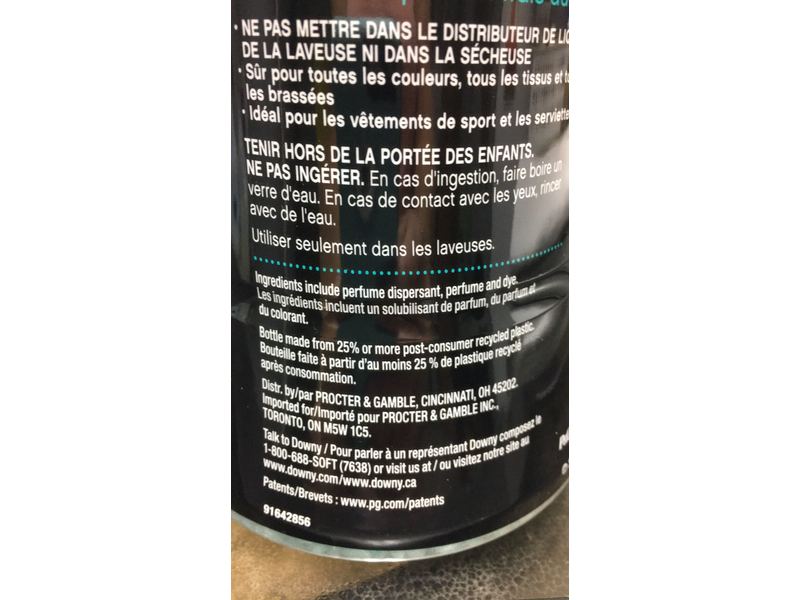 · NE PAS METTRE DANS LE DISTRIBUTEUR DE
DE LA LAVEUSE NI DANS LA SÉCHEUSE
· Sûr pour toutes les couleurs, tous les tissus et
les brassées
· Idéal pour les vêtements de sport et les serviette
TENIR HORS DE LA PORTÉE DES ENFANTS.
NE PAS INGÉRER. En cas d'ingestion, faire boire un
verre d'eau. En cas de contact avec les yeux, rincer
avec de l'eau.
Utiliser seulement dans les laveuses.
Ingredients include perfume dispersant, perfume and dye.
Les ingrédients incluent un solubilisant de parfum, du parfum et
du colorant.
Bottle made from 25% or more post-consumer recycled plastic.
Bouteille faite à partir d'au moins 25 % de plastique recyclé
après consommation.
Distr. by/par PROCTER & GAMBLE, CINCINNATI, OH 45202.
Imported for/Importé pour PROCTER & GAMBLE INC.,
TORONTO, ON M5W 1C5.
Talk to Downy / Pour parler à un représentant Downy composez le
1-800-688-SOFT (7638) or visit us at / ou visitez notre site au
www.downy.com/www.downy.ca
Patents/Brevets : www.pg.com/patents
91642856